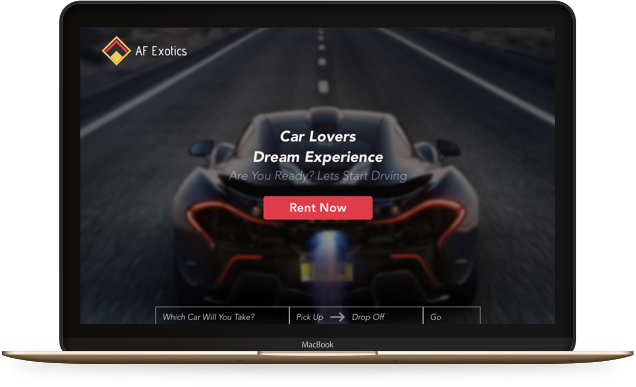 AF Exotics
Car Lovers
Dream Experience
Are You Ready? Lets Start Drving
Rent Now
Which Car Will You Take?
Pick Up → Drop Off
Go
MacBook